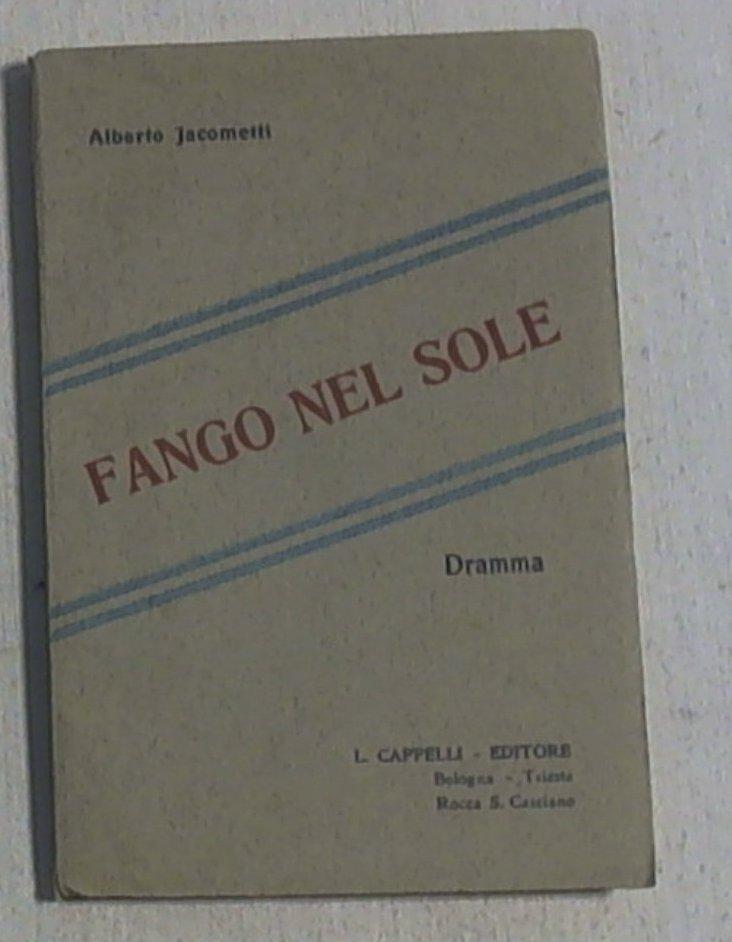 Alberto Jacometti
FANGO NEL SOLE
Dramma
L. CAPPELLI - EDITORE
Bologna - Trieste
Rocca S. Casciano